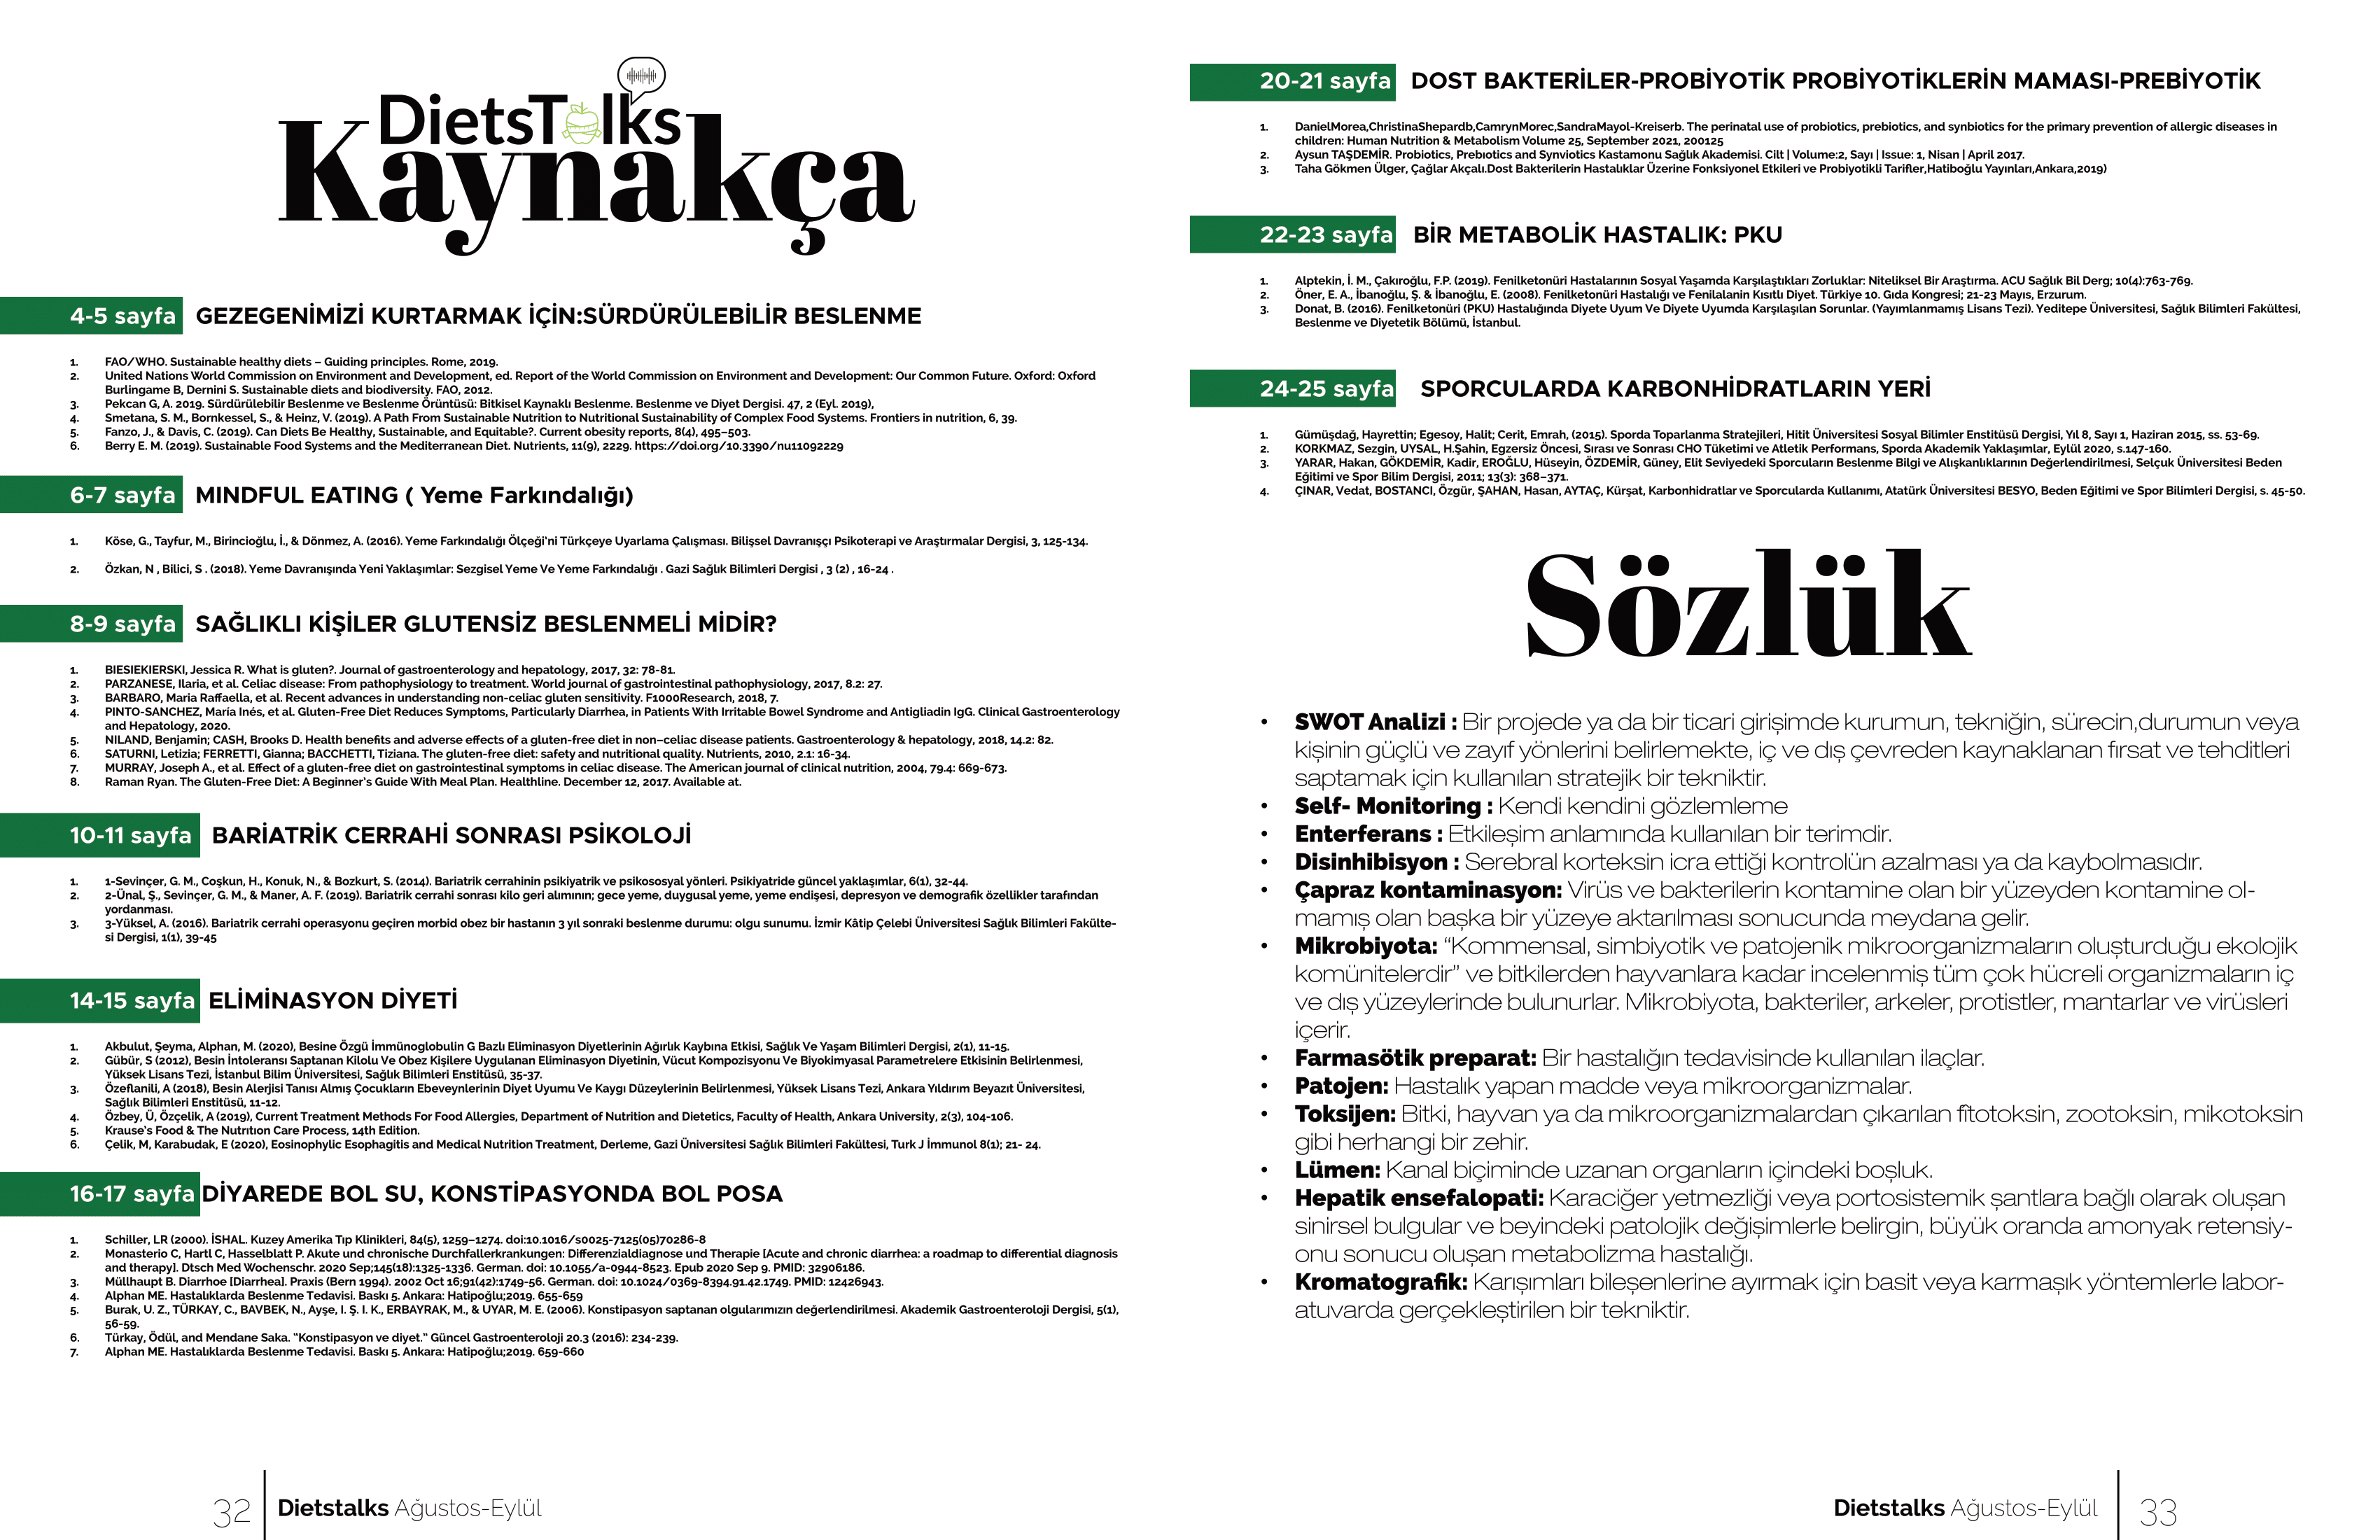 DietsTalks
Kaynakça
4-5 sayfa GEZEGENİMİZİ KURTARMAK İÇİN:SÜRDÜRÜLEBİLİR BESLENME
1. FAO/WHO. Sustainable healthy diets – Guiding principles. Rome, 2019.
2. United Nations World Commission on Environment and Development, ed. Report of the World Commission on Environment and Development: Our Common Future. Oxford: Oxford
Burlingame B, Dernini S. Sustainable diets and biodiversity. FAO, 2012.
3. Pekcan G, A. 2019. Sürdürülebilir Beslenme ve Beslenme Örüntüsü: Bitkisel Kaynaklı Beslenme. Beslenme ve Diyet Dergisi. 47, 2 (Eyl. 2019),
4. Smetana, S. M., Bornkessel, S., & Heinz, V. (2019). A Path From Sustainable Nutrition to Nutritional Sustainability of Complex Food Systems. Frontiers in nutrition, 6, 39.
5. Fanzo, J., & Davis, C. (2019). Can Diets Be Healthy, Sustainable, and Equitable?. Current obesity reports, 8(4), 495–503.
6. Berry E. M. (2019). Sustainable Food Systems and the Mediterranean Diet. Nutrients, 11(9), 2229. https://doi.org/10.3390/nu11092229
6-7 sayfa MINDFUL EATING ( Yeme Farkındalığı)
1. Köse, G., Tayfur, M., Birincioğlu, İ., & Dönmez, A. (2016). Yeme Farkındalığı Ölçeği'ni Türkçeye Uyarlama Çalışması. Bilişsel Davranışçı Psikoterapi ve Araştırmalar Dergisi, 3, 125-134.
2. Özkan, N , Bilici, S . (2018). Yeme Davranışında Yeni Yaklaşımlar: Sezgisel Yeme Ve Yeme Farkındalığı . Gazi Sağlık Bilimleri Dergisi , 3 (2) , 16-24 .
8-9 sayfa SAĞLIKLI KİŞİLER GLUTENSİZ BESLENMELİ MİDİR?
1. BIESIEKIERSKI, Jessica R. What is gluten?. Journal of gastroenterology and hepatology, 2017, 32: 78-81.
2. PARZANESE, Ilaria, et al. Celiac disease: From pathophysiology to treatment. World journal of gastrointestinal pathophysiology, 2017, 8.2: 27.
3. BARBARO, Maria Raffaella, et al. Recent advances in understanding non-celiac gluten sensitivity. F1000Research, 2018, 7.
4. PINTO-SANCHEZ, María Inés, et al. Gluten-Free Diet Reduces Symptoms, Particularly Diarrhea, in Patients With Irritable Bowel Syndrome and Antigliadin IgG. Clinical Gastroenterology
and Hepatology, 2020.
5. NILAND, Benjamin; CASH, Brooks D. Health benefits and adverse effects of a gluten-free diet in non–celiac disease patients. Gastroenterology & hepatology, 2018, 14.2: 82.
6. SATURNI, Letizia; FERRETTI, Gianna; BACCHETTI, Tiziana. The gluten-free diet: safety and nutritional quality. Nutrients, 2010, 2.1: 16-34.
7. MURRAY, Joseph A., et al. Effect of a gluten-free diet on gastrointestinal symptoms in celiac disease. The American journal of clinical nutrition, 2004, 79.4: 669-673.
8. Raman Ryan. The Gluten-Free Diet: A Beginner's Guide With Meal Plan. Healthline. December 12, 2017. Available at.
10-11 sayfa BARİATRİK CERRAHİ SONRASI PSİKOLOJİ
1. 1-Sevinçer, G. M., Coşkun, H., Konuk, N., & Bozkurt, S. (2014). Bariatrik cerrahinin psikiyatrik ve psikososyal yönleri. Psikiyatride güncel yaklaşımlar, 6(1), 32-44.
2. 2-Ünal, Ş., Sevinçer, G. M., & Maner, A. F. (2019). Bariatrik cerrahi sonrası kilo geri alımının; gece yeme, duygusal yeme, yeme endişesi, depresyon ve demografik özellikler tarafından
yordanması.
3. 3-Yüksel, A. (2016). Bariatrik cerrahi operasyonu geçiren morbid obez bir hastanın 3 yıl sonraki beslenme durumu: olgu sunumu. İzmir Kâtip Çelebi Üniversitesi Sağlık Bilimleri Fakülte-
si Dergisi, 1(1), 39-45
14-15 sayfa ELİMİNASYON DİYETİ
1. Akbulut, Şeyma, Alphan, M. (2020), Besine Özgü İmmünoglobulin G Bazlı Eliminasyon Diyetlerinin Ağırlık Kaybına Etkisi, Sağlık Ve Yaşam Bilimleri Dergisi, 2(1), 11-15.
2. Gübür, S (2012), Besin İntoleransı Saptanan Kilolu Ve Obez Kişilere Uygulanan Eliminasyon Diyetinin, Vücut Kompozisyonu Ve Biyokimyasal Parametrelere Etkisinin Belirlenmesi,
Yüksek Lisans Tezi, İstanbul Bilim Üniversitesi, Sağlık Bilimleri Enstitüsü, 35-37.
3. Özeflanili, A (2018), Besin Alerjisi Tanısı Almış Çocukların Ebeveynlerinin Diyet Uyumu Ve Kaygı Düzeylerinin Belirlenmesi, Yüksek Lisans Tezi, Ankara Yıldırım Beyazıt Üniversitesi,
Sağlık Bilimleri Enstitüsü, 11-12.
4. Özbey, Ü, Özçelik, A (2019), Current Treatment Methods For Food Allergies, Department of Nutrition and Dietetics, Faculty of Health, Ankara University, 2(3), 104-106.
5. Krause's Food & The Nutrıtıon Care Process, 14th Edition.
6. Çelik, M, Karabudak, E (2020), Eosinophylic Esophagitis and Medical Nutrition Treatment, Derleme, Gazi Üniversitesi Sağlık Bilimleri Fakültesi, Turk J İmmunol 8(1); 21- 24.
16-17 sayfa DİYAREDE BOL SU, KONSTİPASYONDA BOL POSA
1. Schiller, LR (2000). İSHAL. Kuzey Amerika Tıp Klinikleri, 84(5), 1259–1274. doi:10.1016/s0025-7125(05)70286-8
2. Monasterio C, Hartl C, Hasselblatt P. Akute und chronische Durchfallerkrankungen: Differenzialdiagnose und Therapie [Acute and chronic diarrhea: a roadmap to differential diagnosis
and therapy]. Dtsch Med Wochenschr. 2020 Sep;145(18):1325-1336. German. doi: 10.1055/a-0944-8523. Epub 2020 Sep 9. PMID: 32906186.
3. Müllhaupt B. Diarrhoe [Diarrhea]. Praxis (Bern 1994). 2002 Oct 16;91(42):1749-56. German. doi: 10.1024/0369-8394.91.42.1749. PMID: 12426943.
4. Alphan ME. Hastalıklarda Beslenme Tedavisi. Baskı 5. Ankara: Hatipoğlu;2019. 655-659
5. Burak, U. Z., TÜRKAY, C., BAVBEK, N., Ayşe, I. Ş. I. K., ERBAYRAK, M., & UYAR, M. E. (2006). Konstipasyon saptanan olgularımızın değerlendirilmesi. Akademik Gastroenteroloji Dergisi, 5(1),
56-59.
6. Türkay, Ödül, and Mendane Saka. "Konstipasyon ve diyet." Güncel Gastroenteroloji 20.3 (2016): 234-239.
7. Alphan ME. Hastalıklarda Beslenme Tedavisi. Baskı 5. Ankara: Hatipoğlu;2019. 659-660
32 Dietstalks Ağustos-Eylül
20-21 sayfa DOST BAKTERİLER-PROBİYOTİK PROBİYOTİKLERİN MAMASI-PREBİYOTİK
1. DanielMorea,ChristinaShepardb,CamrynMorec,SandraMayol-Kreiserb. The perinatal use of probiotics, prebiotics, and synbiotics for the primary prevention of allergic diseases in
children: Human Nutrition & Metabolism Volume 25, September 2021, 200125
2. Aysun TAŞDEMİR. Probiotics, Prebıotics and Synviotics Kastamonu Sağlık Akademisi. Cilt | Volume:2, Sayı | Issue: 1, Nisan | April 2017.
3. Taha Gökmen Ülger, Çağlar Akçalı.Dost Bakterilerin Hastalıklar Üzerine Fonksiyonel Etkileri ve Probiyotikli Tarifler,Hatiboğlu Yayınları,Ankara,2019)
22-23 sayfa BİR METABOLİK HASTALIK: PKU
1. Alptekin, İ. M., Çakıroğlu, F.P. (2019). Fenilketonüri Hastalarının Sosyal Yaşamda Karşılaştıkları Zorluklar: Niteliksel Bir Araştırma. ACU Sağlık Bil Derg; 10(4):763-769.
2. Öner, E. A., İbanoğlu, Ş. & İbanoğlu, E. (2008). Fenilketonüri Hastalığı ve Fenilalanin Kısıtlı Diyet. Türkiye 10. Gıda Kongresi; 21-23 Mayıs, Erzurum.
3. Donat, B. (2016). Fenilketonüri (PKU) Hastalığında Diyete Uyum Ve Diyete Uyumda Karşılaşılan Sorunlar. (Yayımlanmamış Lisans Tezi). Yeditepe Üniversitesi, Sağlık Bilimleri Fakültesi,
Beslenme ve Diyetetik Bölümü, İstanbul.
24-25 sayfa SPORCULARDA KARBONHİDRATLARIN YERİ
1. Gümüşdağ, Hayrettin; Egesoy, Halit; Cerit, Emrah, (2015). Sporda Toparlanma Stratejileri, Hitit Üniversitesi Sosyal Bilimler Enstitüsü Dergisi, Yıl 8, Sayı 1, Haziran 2015, ss. 53-69.
2. KORKMAZ, Sezgin, UYSAL, H.Şahin, Egzersiz Öncesi, Sırası ve Sonrası CHO Tüketimi ve Atletik Performans, Sporda Akademik Yaklaşımlar, Eylül 2020, s.147-160.
3. YARAR, Hakan, GÖKDEMİR, Kadir, EROĞLU, Hüseyin, ÖZDEMİR, Güney, Elit Seviyedeki Sporcuların Beslenme Bilgi ve Alışkanlıklarının Değerlendirilmesi, Selçuk Üniversitesi Beden
Eğitimi ve Spor Bilim Dergisi, 2011; 13(3): 368–371.
4. ÇINAR, Vedat, BOSTANCI, Özgür, ŞAHAN, Hasan, AYTAÇ, Kürşat, Karbonhidratlar ve Sporcularda Kullanımı, Atatürk Üniversitesi BESYO, Beden Eğitimi ve Spor Bilimleri Dergisi, s. 45-50.
Sözlük
• SWOT Analizi : Bir projede ya da bir ticari girişimde kurumun, tekniğin, sürecin,durumun veya
kişinin güçlü ve zayıf yönlerini belirlemekte, iç ve dış çevreden kaynaklanan fırsat ve tehditleri
saptamak için kullanılan stratejik bir tekniktir.
• Self- Monitoring : Kendi kendini gözlemleme
• Enterferans : Etkileşim anlamında kullanılan bir terimdir.
• Disinhibisyon : Serebral korteksin icra ettiği kontrolün azalması ya da kaybolmasıdır.
• Çapraz kontaminasyon: Virüs ve bakterilerin kontamine olan bir yüzeyden kontamine ol-
mamış olan başka bir yüzeye aktarılması sonucunda meydana gelir.
• Mikrobiyota: “Kommensal, simbiyotik ve patojenik mikroorganizmaların oluşturduğu ekolojik
komünitelerdir” ve bitkilerden hayvanlara kadar incelenmiş tüm çok hücreli organizmaların iç
ve dış yüzeylerinde bulunurlar. Mikrobiyota, bakteriler, arkeler, protistler, mantarlar ve virüsleri
içerir.
• Farmasötik preparat: Bir hastalığın tedavisinde kullanılan ilaçlar.
• Patojen: Hastalık yapan madde veya mikroorganizmalar.
• Toksijen: Bitki, hayvan ya da mikroorganizmalardan çıkarılan fitotoksin, zootoksin, mikotoksin
gibi herhangi bir zehir.
• Lümen: Kanal biçiminde uzanan organların içindeki boşluk.
• Hepatik ensefalopati: Karaciğer yetmezliği veya portosistemik şantlara bağlı olarak oluşan
sinirsel bulgular ve beyindeki patolojik değişimlerle belirgin, büyük oranda amonyak retensiy-
onu sonucu oluşan metabolizma hastalığı.
• Kromatografik: Karışımları bileşenlerine ayırmak için basit veya karmaşık yöntemlerle labor-
atuvarda gerçekleştirilen bir tekniktir.
Dietstalks Ağustos-Eylül 33